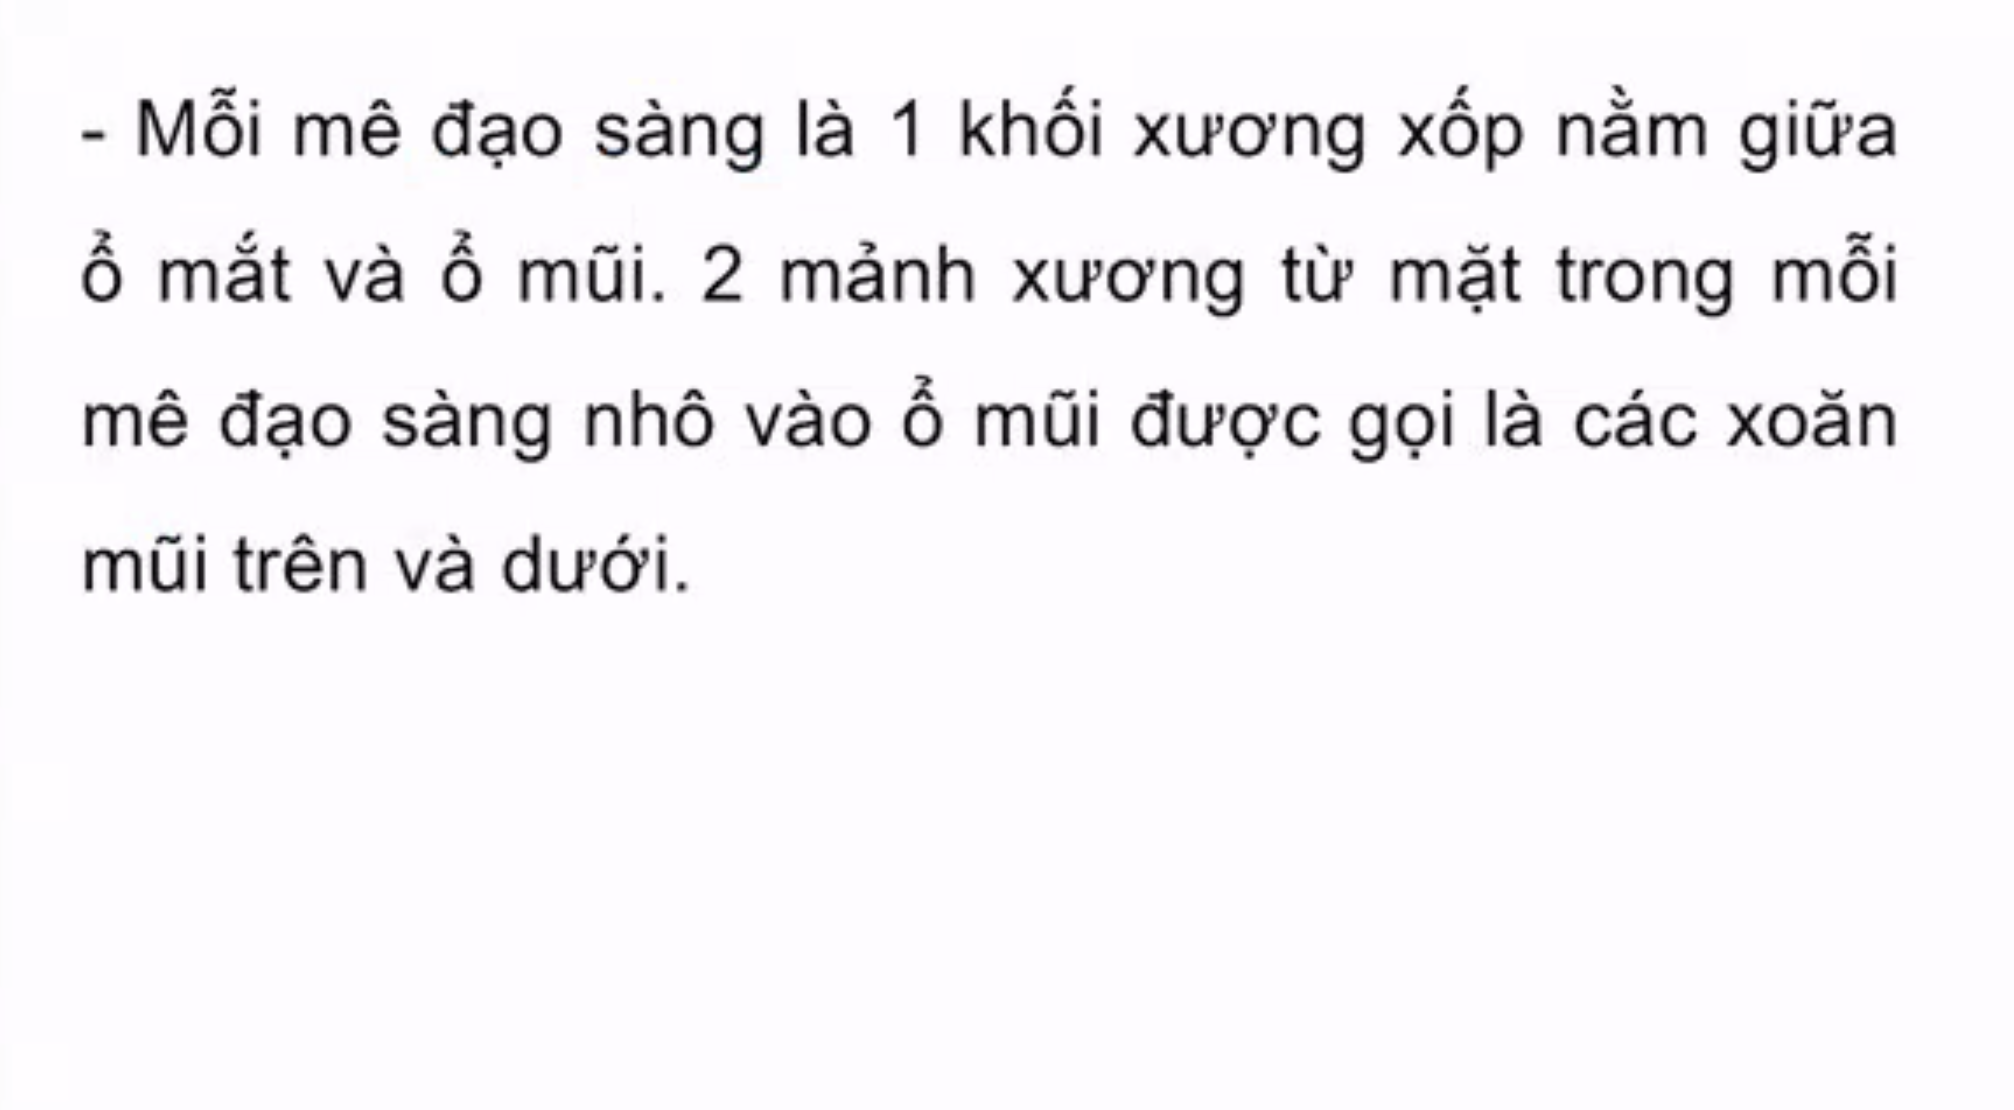 - Mỗi mê đạo sàng là 1 khối xương xốp nằm giữa
ổ mắt và ổ mũi. 2 mảnh xương từ mặt trong mỗi
mê đạo sàng nhô vào ổ mũi được gọi là các xoăn
mũi trên và dưới.